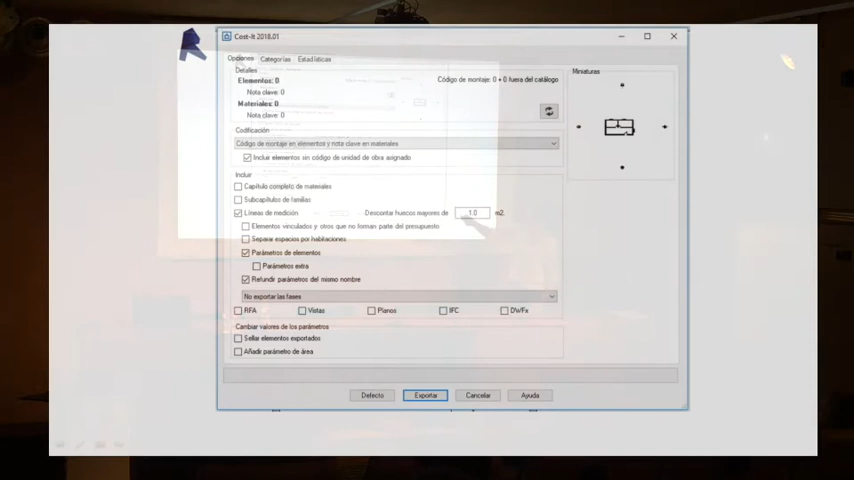 Cost-It 2018.01
Opciones Categorías Estadísticas
Detalles
Elementos: 0
Código de montaje: 0 + 0 fuera del catálogo
Nota clave: 0
Materiales: 0
Nota clave: 0
Miniaturas
Codificación
Código de montaje en elementos y nota clave en materiales
Incluir elementos sin código de unidad de obra asignado
Incluir
Capítulo completo de materiales
Subcapítulos de familias
Líneas de medición
Descontar huecos mayores de 1.0 m2.
Elementos vinculados y otros que no forman parte del presupuesto
Separar espacios por habitaciones
Parámetros de elementos
Parámetros extra
Refundir parámetros del mismo nombre
No exportar las fases
RFA Vistas Planos IFC DWFx
Cambiar valores de los parámetros
Sellar elementos exportados
Añadir parámetro de área
Defecto Exportar Cancelar Ayuda